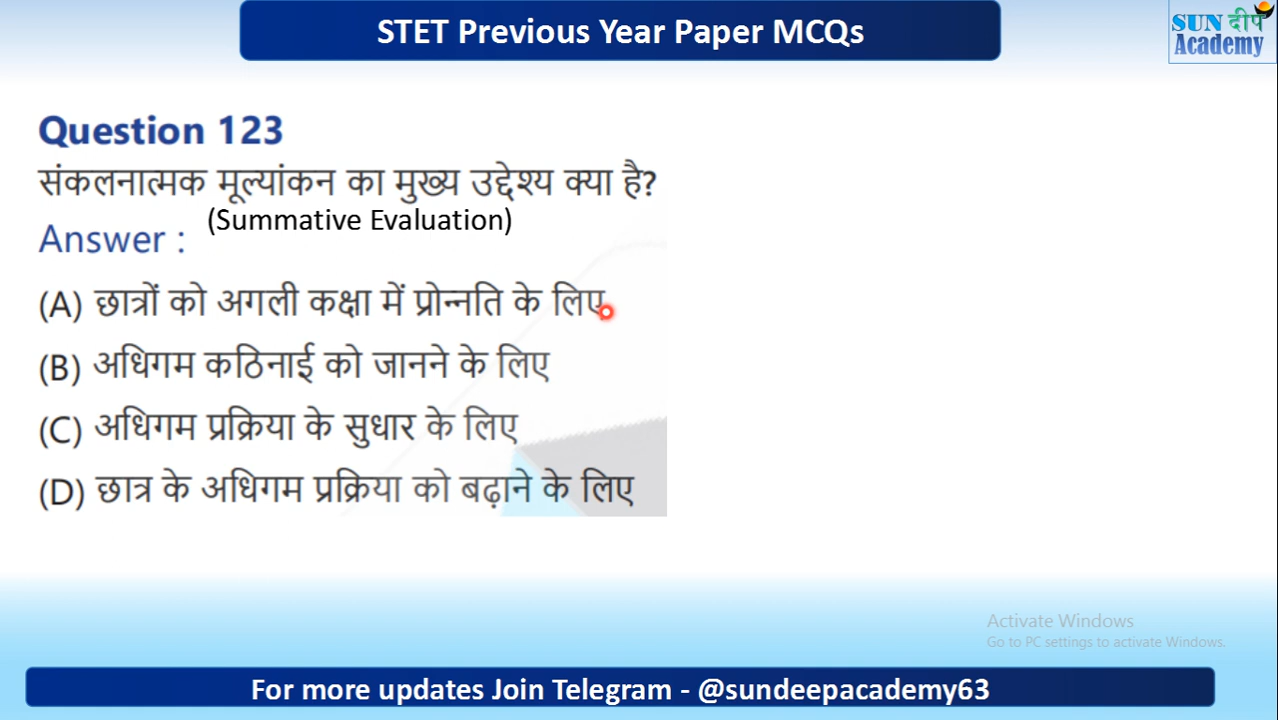 STET Previous Year Paper MCQs
SUN दीप
Academy
Question 123
संकलनात्मक मूल्यांकन का मुख्य उद्देश्य क्या है?
(Summative Evaluation)
Answer :
(A) छात्रों को अगली कक्षा में प्रोन्नति के लिए
(B) अधिगम कठिनाई को जानने के लिए
(C) अधिगम प्रक्रिया के सुधार के लिए
(D) छात्र के अधिगम प्रक्रिया को बढ़ाने के लिए
Activate Windows
Go to PC settings to activate Windows.
For more updates Join Telegram - @sundeepacademy63